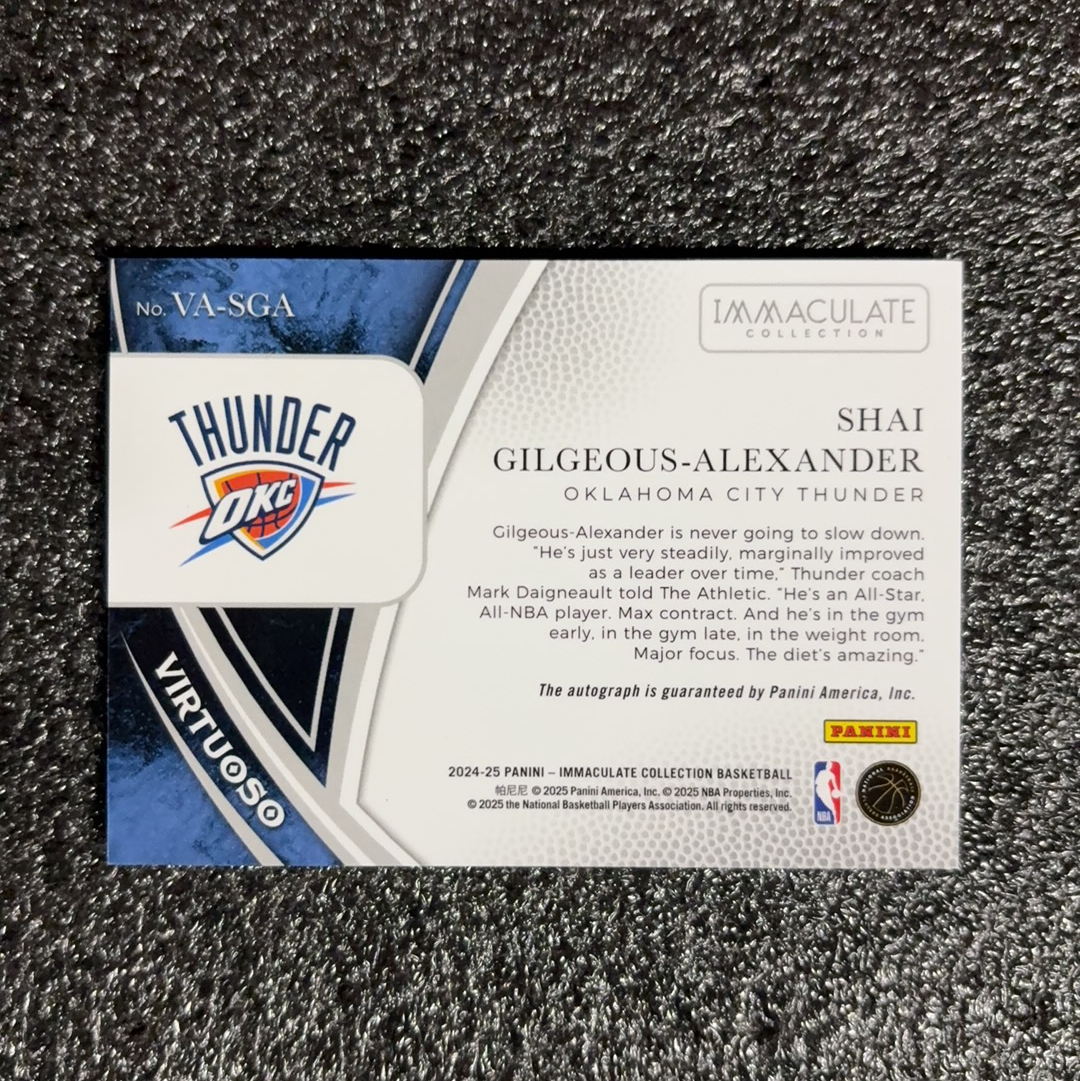 No. VA-SGA
IMMACULATE
COLLECTION
THUNDER
OKC
SHAI
GILGEOUS-ALEXANDER
OKLAHOMA CITY THUNDER
Gilgeous-Alexander is never going to slow down.
"He's just very steadily, marginally improved
as a leader over time," Thunder coach
Mark Daigneault told The Athletic. "He's an All-Star,
All-NBA player. Max contract. And he's in the gym
early, in the gym late, in the weight room.
Major focus. The diet's amazing."
The autograph is guaranteed by Panini America, Inc.
VIRTUOSO
PANINI
2024-25 PANINI – IMMACULATE COLLECTION BASKETBALL
帕尼尼 © 2025 Panini America, Inc. © 2025 NBA Properties, Inc.
© 2025 the National Basketball Players Association. All rights reserved.
NBA